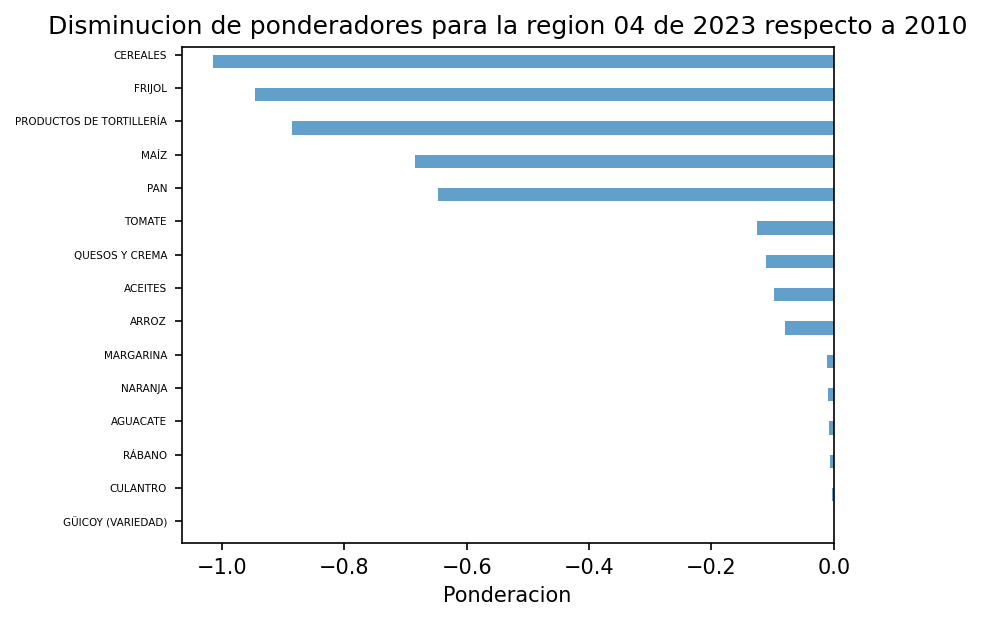 Disminucion de ponderadores para la region 04 de 2023 respecto a 2010
CEREALES
FRIJOL
PRODUCTOS DE TORTILLERÍA
MAÍZ
PAN
TOMATE
QUESOS Y CREMA
ACEITES
ARROZ
MARGARINA
NARANJA
AGUACATE
RÁBANO
CULANTRO
GÜICOY (VARIEDAD)
−1.0 −0.8 −0.6 −0.4 −0.2 0.0
Ponderacion